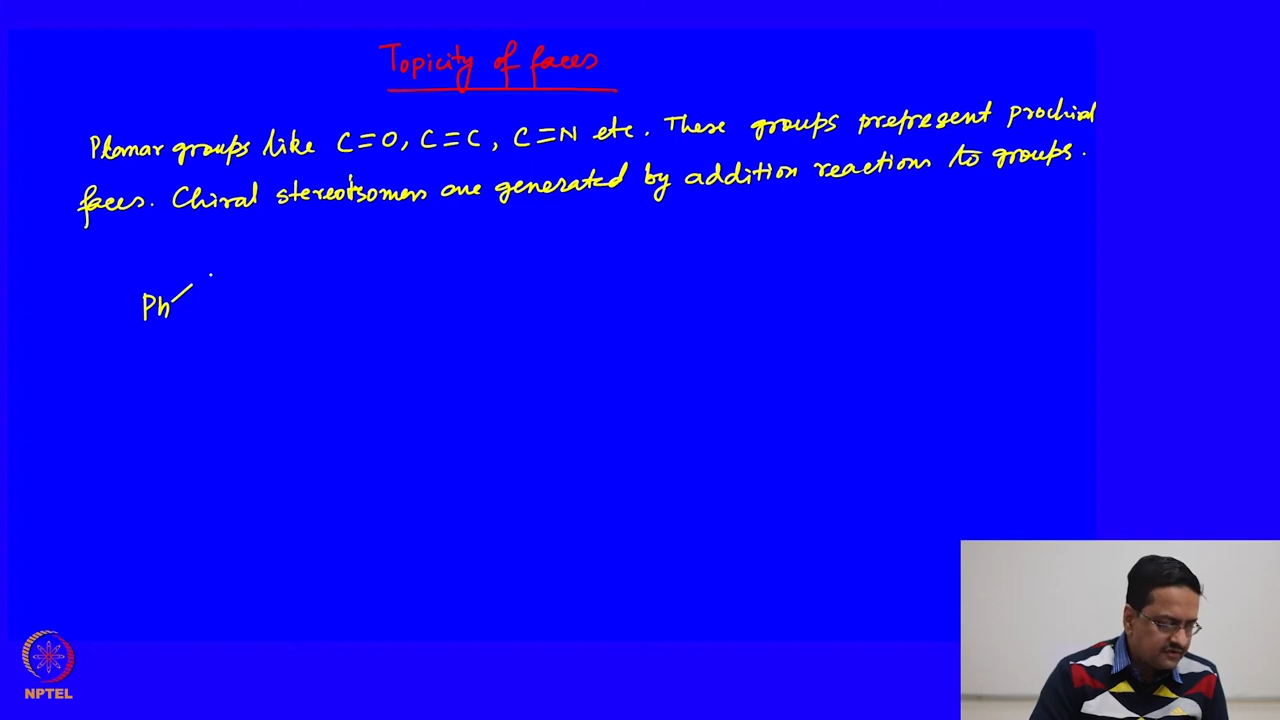 Topicity of faces
Planar groups like C=O, C=C, C=N etc. These groups prepresent prochiral
faces. Chiral stereoisomers are generated by addition reactions to groups.
Ph
NPTEL